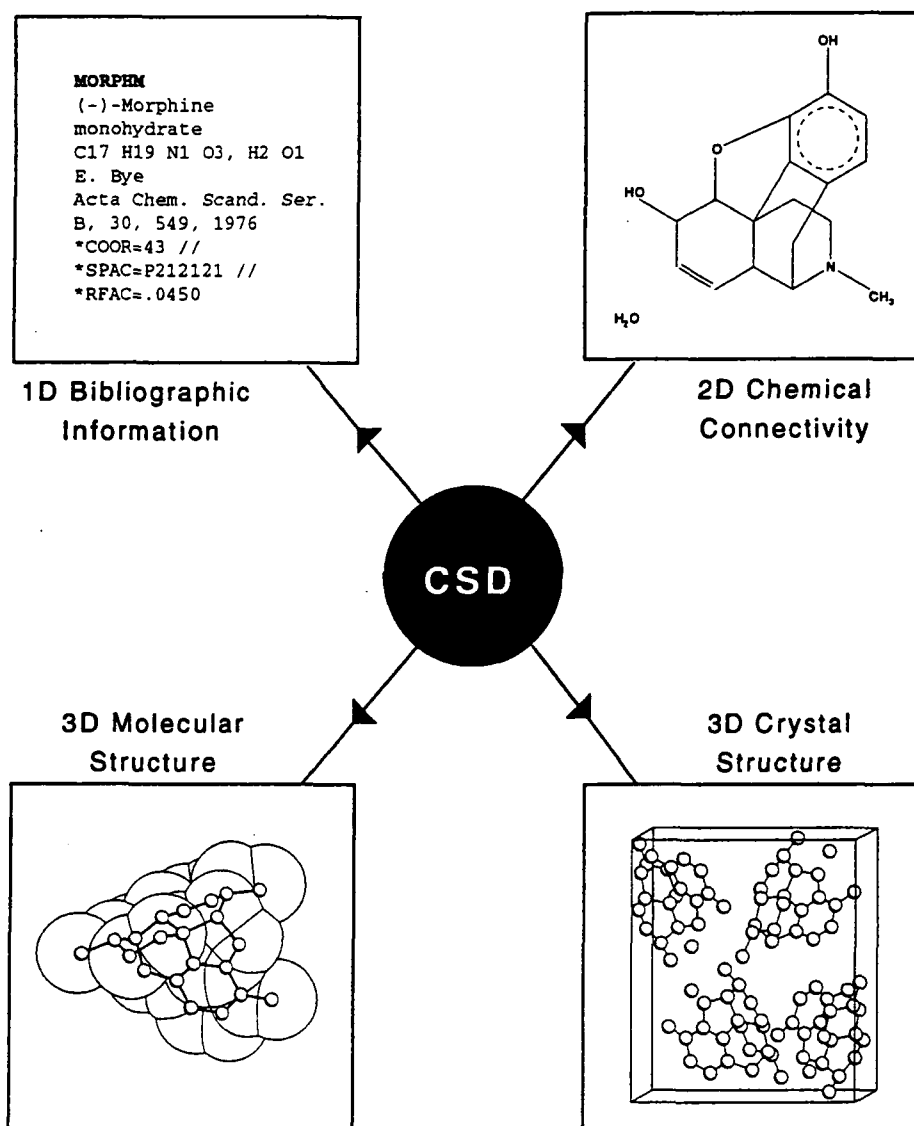 MORPHM
(-)-Morphine
monohydrate
C17 H19 N1 O3, H2 O1
E. Bye
Acta Chem. Scand. Ser.
B, 30, 549, 1976
*COOR=43 //
*SPAC=P212121 //
*RFAC=.0450
1D Bibliographic
Information
OH
O
HO
N
CH₃
H₂O
2D Chemical
Connectivity
CSD
3D Molecular
Structure
3D Crystal
Structure